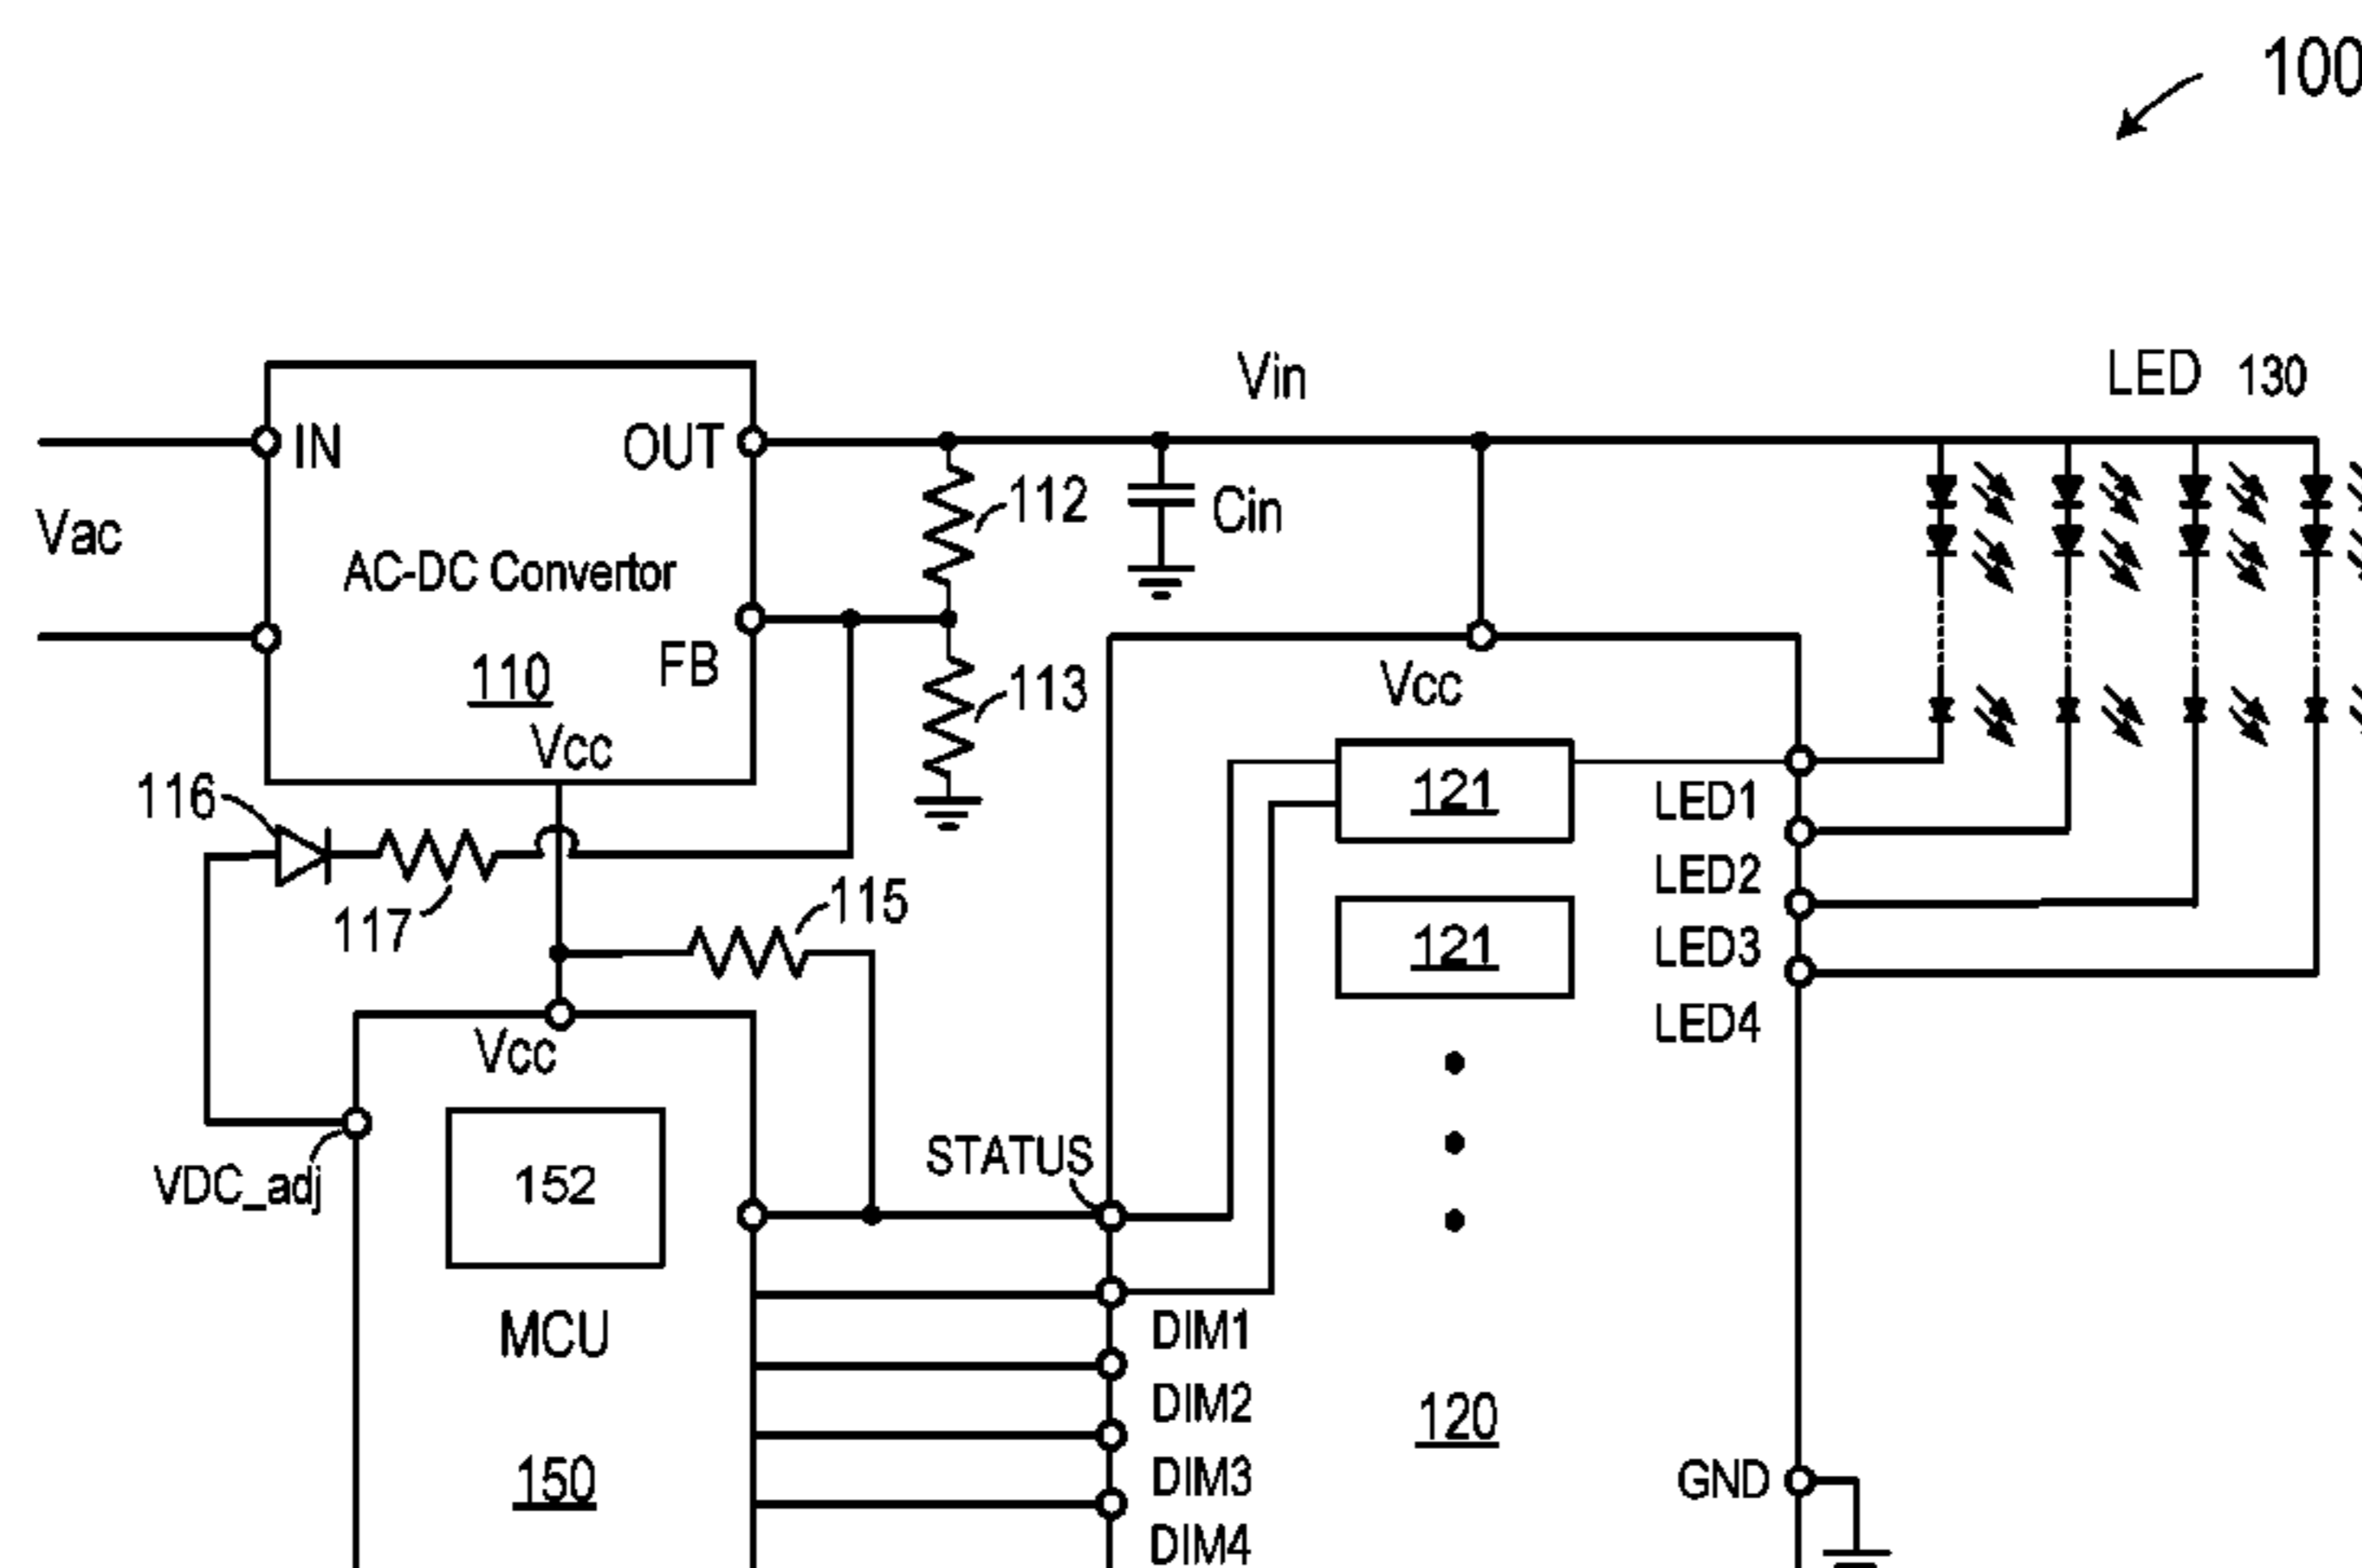 100
Vin
LED 130
IN
OUT
112
Cin
Vac
AC-DC Convertor
110
FB
113
Vcc
Vcc
116
121
LED1
117
115
LED2
121
LED3
LED4
Vcc
STATUS
VDC_adj
152
MCU
DIM1
DIM2
120
150
DIM3
GND
DIM4